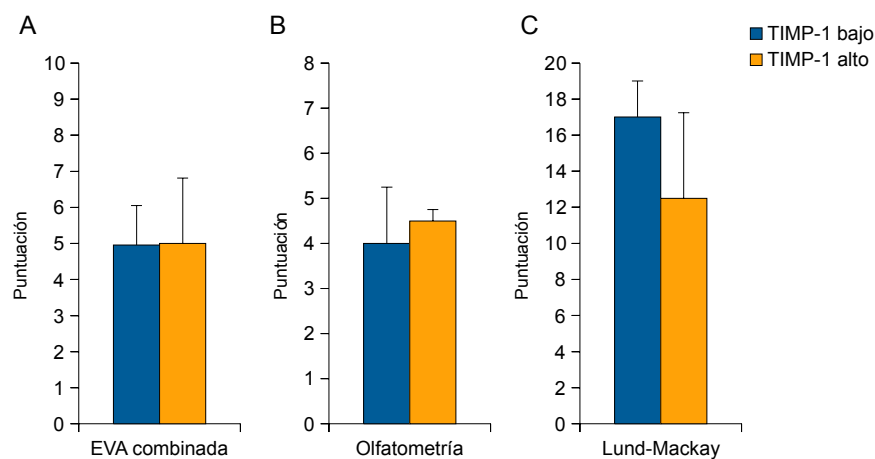 A
B
C
TIMP-1 bajo
TIMP-1 alto
10
9
8
7
6
5
4
3
2
1
0
Puntuación
EVA combinada
8
7
6
5
4
3
2
1
0
Puntuación
Olfatometría
20
18
16
14
12
10
8
6
4
2
0
Puntuación
Lund-Mackay